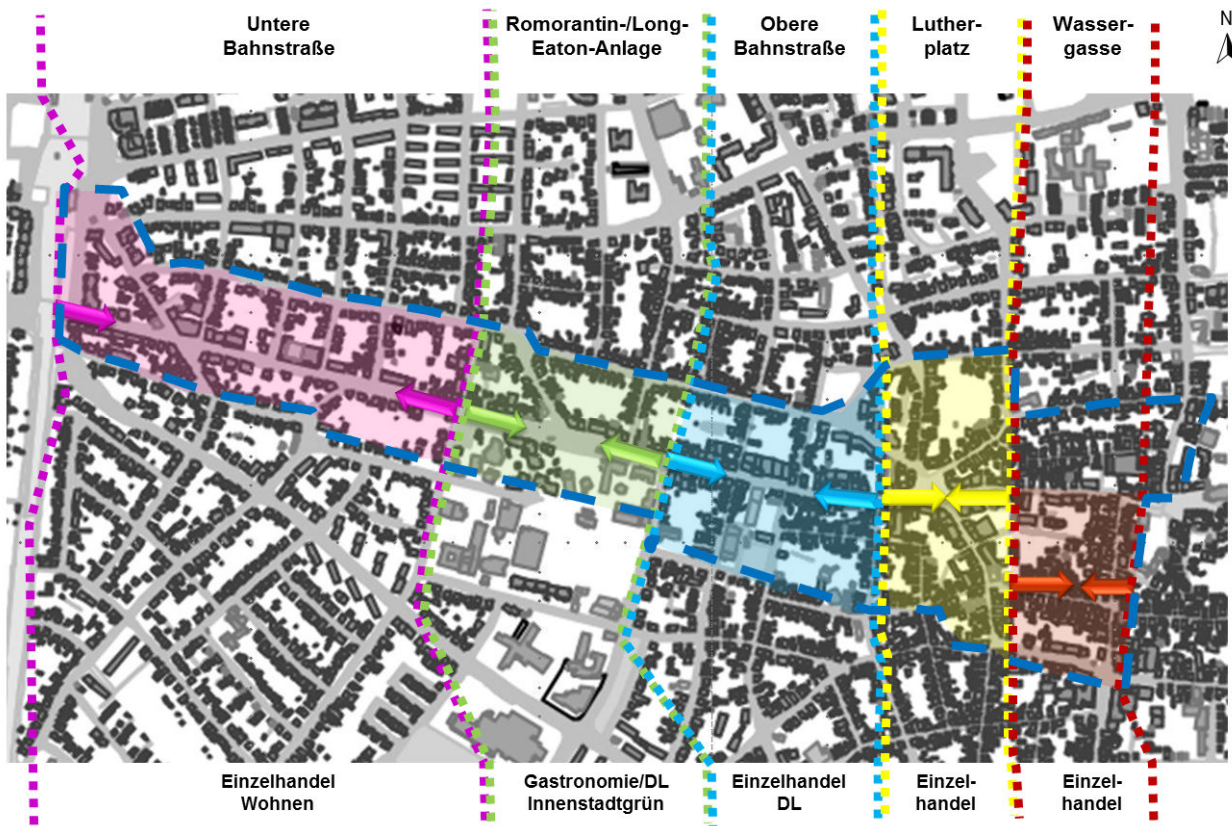 Untere
Bahnstraße
Romorantin-/Long-
Eaton-Anlage
Obere
Bahnstraße
Luther-
platz
Wasser-
gasse
N
Einzelhandel
Wohnen
Gastronomie/DL
Innenstadtgrün
Einzelhandel
DL
Einzel-
handel
Einzel-
handel